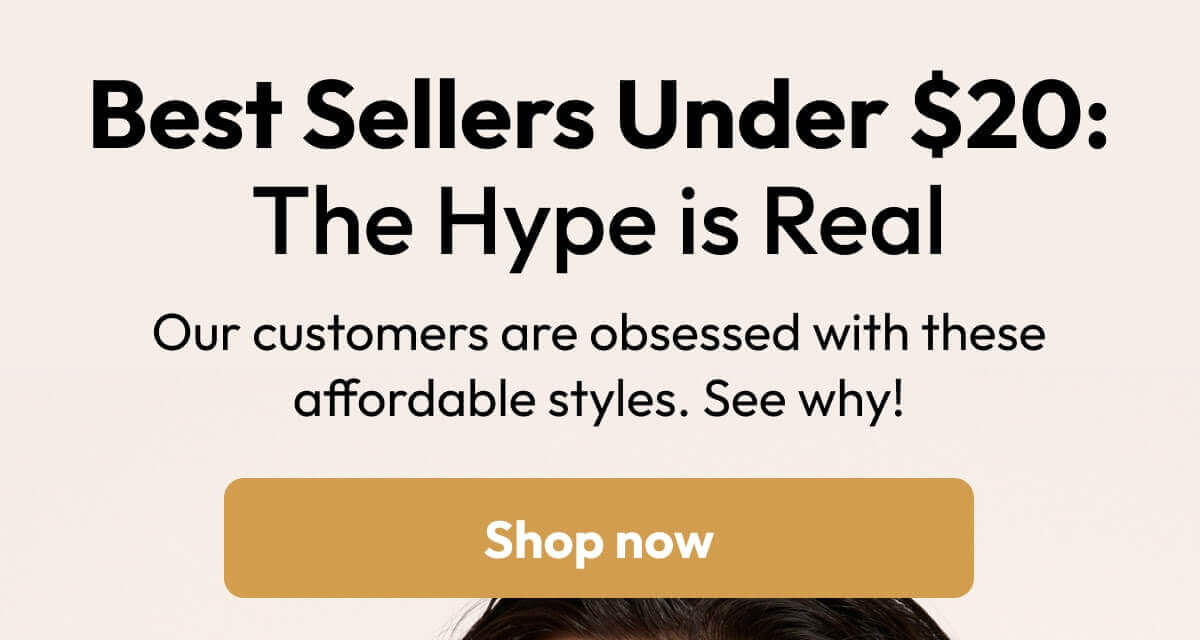 Best Sellers Under $20:
The Hype is Real
Our customers are obsessed with these
affordable styles. See why!
Shop now